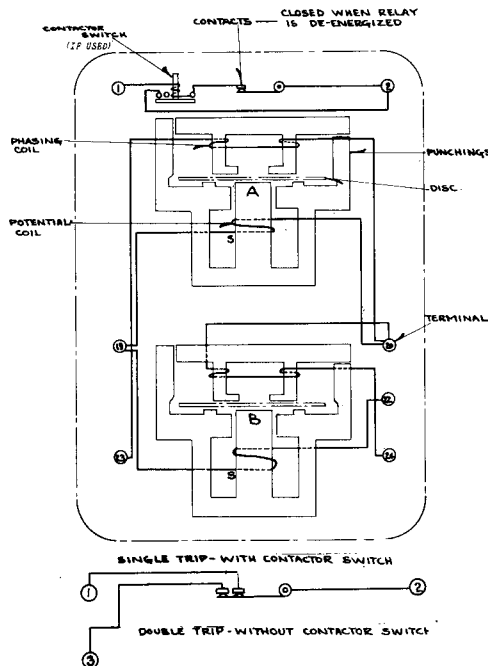 CONTACTOR
SWITCH
(IF USED)
CONTACTS — CLOSED WHEN RELAY
IS DE-ENERGIZED
1
2
PHASING
COIL
PUNCHINGS
A
DISC
POTENTIAL
COIL
S
TERMINAL
19
20
B
22
23
24
S
SINGLE TRIP-WITH CONTACTOR SWITCH
1
2
DOUBLE TRIP-WITHOUT CONTACTOR SWITCH
3